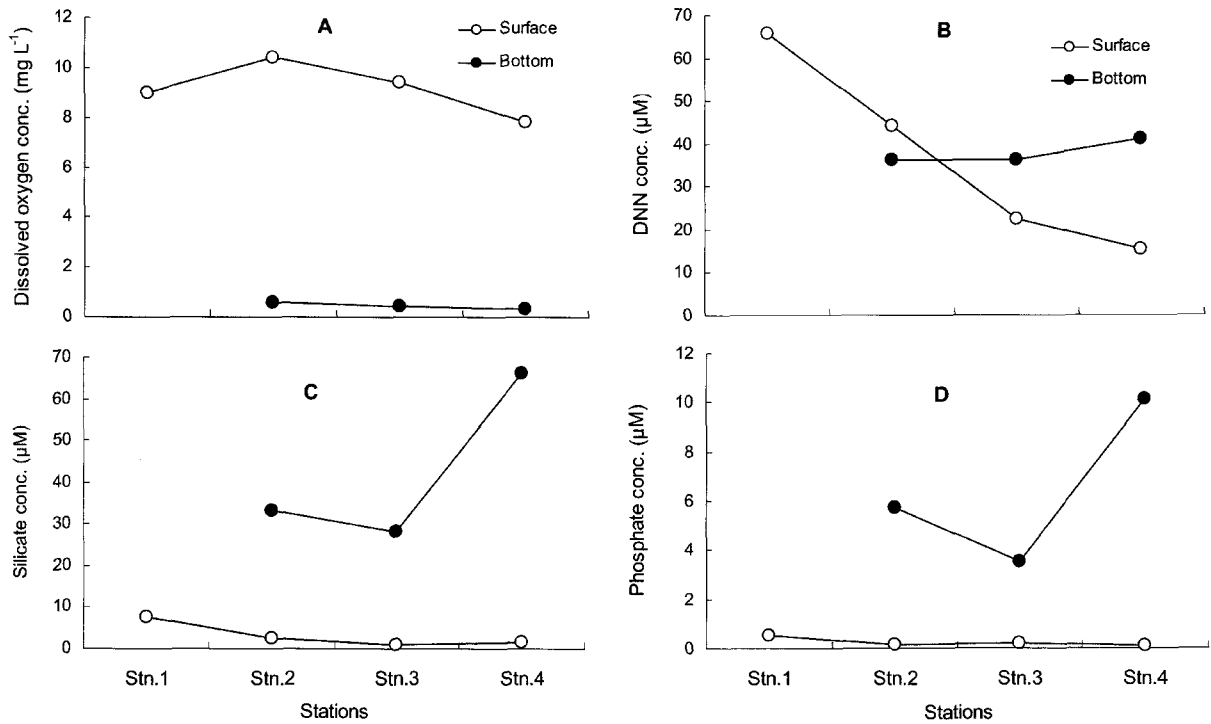 A
Surface
Bottom
Dissolved oxygen conc. (mg L⁻¹)
12
10
8
6
4
2
0
B
Surface
Bottom
DNN conc. (µM)
70
60
50
40
30
20
10
0
C
Silicate conc. (µM)
70
60
50
40
30
20
10
0
Stn.1 Stn.2 Stn.3 Stn.4
Stations
D
Phosphate conc. (µM)
12
10
8
6
4
2
0
Stn.1 Stn.2 Stn.3 Stn.4
Stations